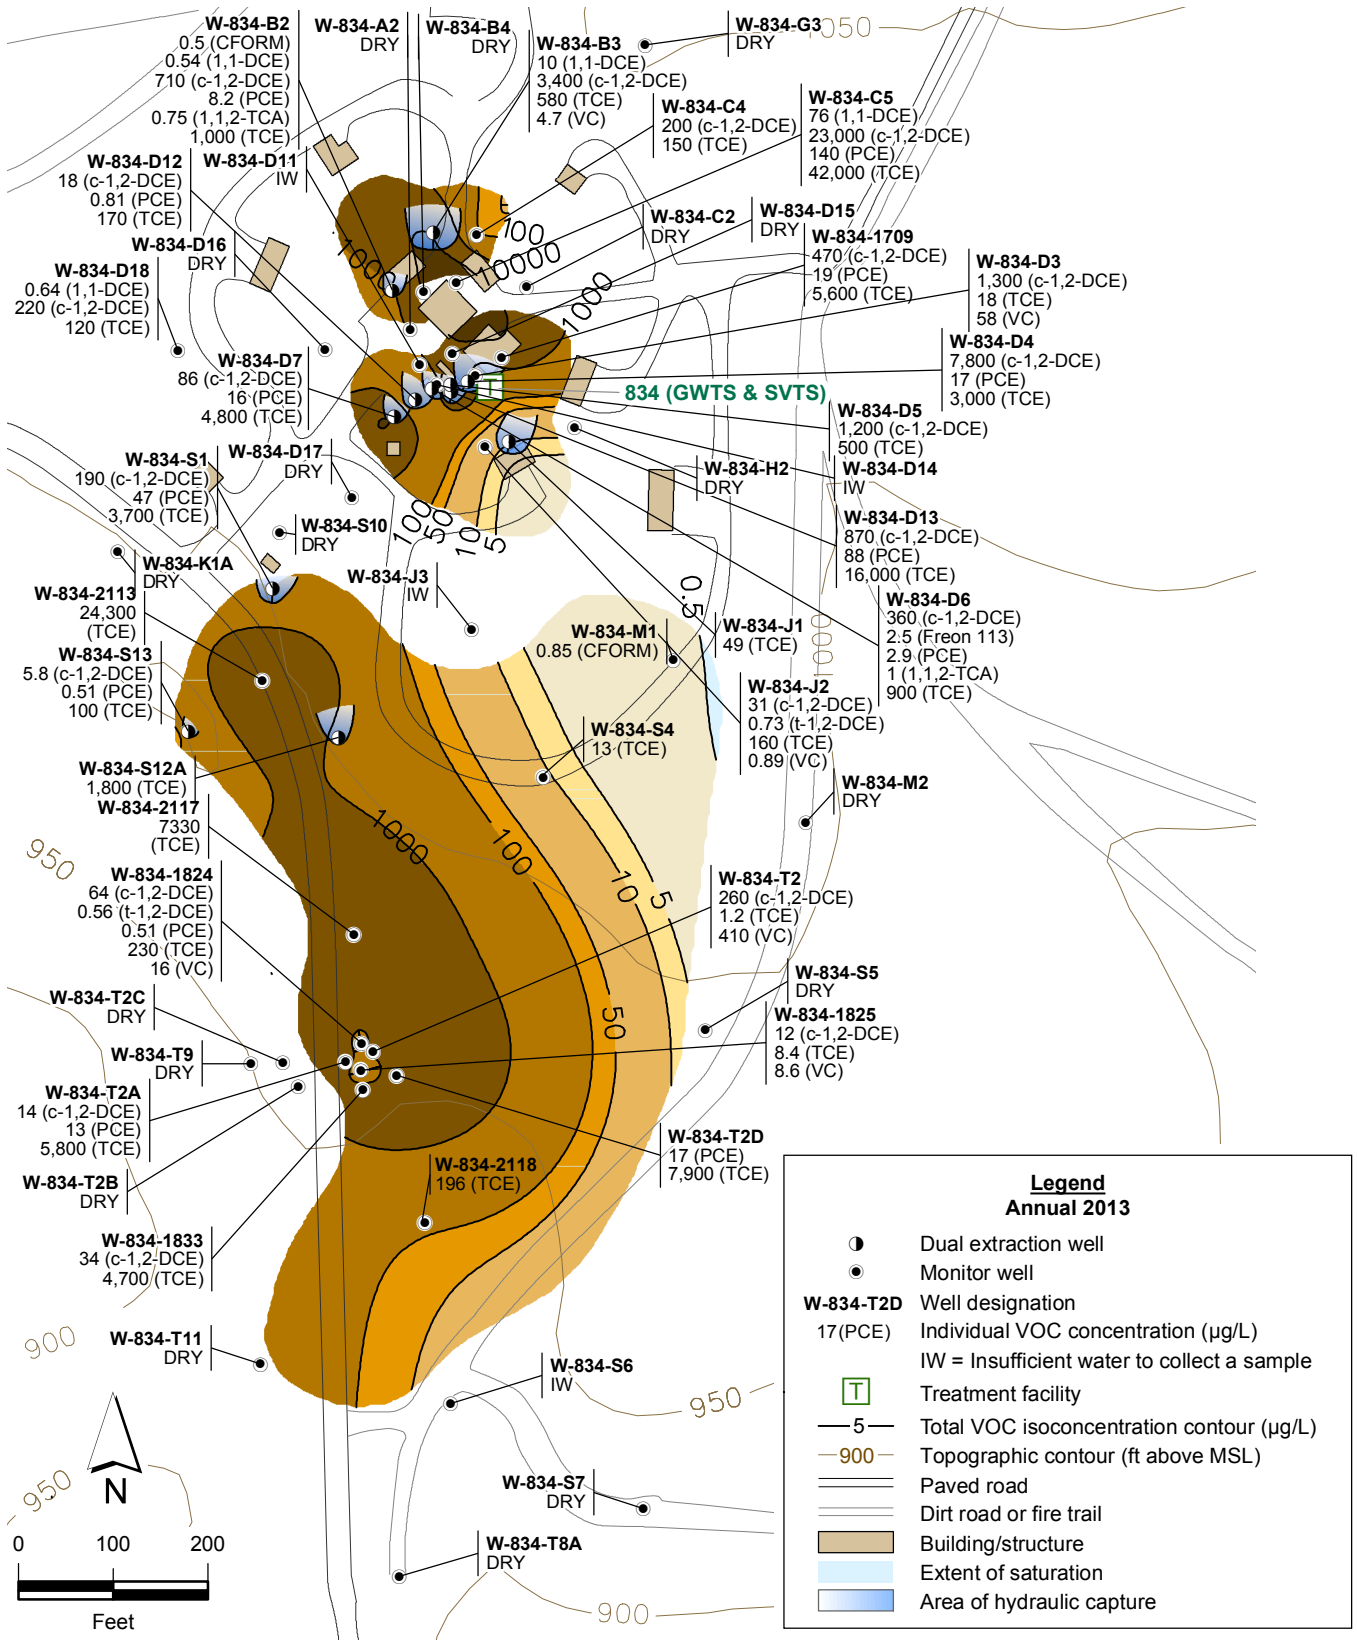 W-834-B2
0.5 (CFORM)
0.54 (1,1-DCE)
710 (c-1,2-DCE)
8.2 (PCE)
0.75 (1,1,2-TCA)
1,000 (TCE)
W-834-A2
DRY
W-834-B4
DRY
W-834-B3
10 (1,1-DCE)
3,400 (c-1,2-DCE)
580 (TCE)
4.7 (VC)
W-834-G3
DRY
1050
W-834-C4
200 (c-1,2-DCE)
150 (TCE)
W-834-C5
76 (1,1-DCE)
23,000 (c-1,2-DCE)
140 (PCE)
42,000 (TCE)
W-834-D12
18 (c-1,2-DCE)
0.81 (PCE)
170 (TCE)
W-834-D11
IW
W-834-D16
DRY
W-834-D18
0.64 (1,1-DCE)
220 (c-1,2-DCE)
120 (TCE)
W-834-C2
DRY
W-834-D15
DRY
W-834-1709
470 (c-1,2-DCE)
19 (PCE)
5,600 (TCE)
W-834-D3
1,300 (c-1,2-DCE)
18 (TCE)
58 (VC)
100
10000
1000
1000
W-834-D7
86 (c-1,2-DCE)
16 (PCE)
4,800 (TCE)
T
834 (GWTS & SVTS)
W-834-D4
7,800 (c-1,2-DCE)
17 (PCE)
3,000 (TCE)
W-834-D5
1,200 (c-1,2-DCE)
500 (TCE)
W-834-S1
190 (c-1,2-DCE)
47 (PCE)
3,700 (TCE)
W-834-D17
DRY
W-834-H2
DRY
W-834-D14
IW
W-834-S10
DRY
100
50
10
5
W-834-D13
870 (c-1,2-DCE)
88 (PCE)
16,000 (TCE)
W-834-K1A
DRY
W-834-J3
IW
0.5
W-834-2113
24,300
(TCE)
W-834-M1
0.85 (CFORM)
W-834-J1
49 (TCE)
W-834-D6
360 (c-1,2-DCE)
2.5 (Freon 113)
2.9 (PCE)
1 (1,1,2-TCA)
900 (TCE)
W-834-S13
5.8 (c-1,2-DCE)
0.51 (PCE)
100 (TCE)
W-834-J2
31 (c-1,2-DCE)
0.73 (t-1,2-DCE)
160 (TCE)
0.89 (VC)
W-834-S4
13 (TCE)
W-834-S12A
1,800 (TCE)
W-834-M2
DRY
W-834-2117
7330
(TCE)
950
1000
100
10
5
W-834-1824
64 (c-1,2-DCE)
0.56 (t-1,2-DCE)
0.51 (PCE)
230 (TCE)
16 (VC)
W-834-T2
260 (c-1,2-DCE)
1.2 (TCE)
410 (VC)
W-834-S5
DRY
W-834-T2C
DRY
50
W-834-1825
12 (c-1,2-DCE)
8.4 (TCE)
8.6 (VC)
W-834-T9
DRY
W-834-T2A
14 (c-1,2-DCE)
13 (PCE)
5,800 (TCE)
W-834-T2D
17 (PCE)
7,900 (TCE)
W-834-T2B
DRY
W-834-2118
196 (TCE)
W-834-1833
34 (c-1,2-DCE)
4,700 (TCE)
900
W-834-T11
DRY
W-834-S6
IW
950
950
W-834-S7
DRY
W-834-T8A
DRY
900
N
0 100 200
Feet
Legend
Annual 2013
Dual extraction well
Monitor well
W-834-T2D Well designation
17(PCE) Individual VOC concentration (µg/L)
IW = Insufficient water to collect a sample
T Treatment facility
5 Total VOC isoconcentration contour (µg/L)
900 Topographic contour (ft above MSL)
Paved road
Dirt road or fire trail
Building/structure
Extent of saturation
Area of hydraulic capture